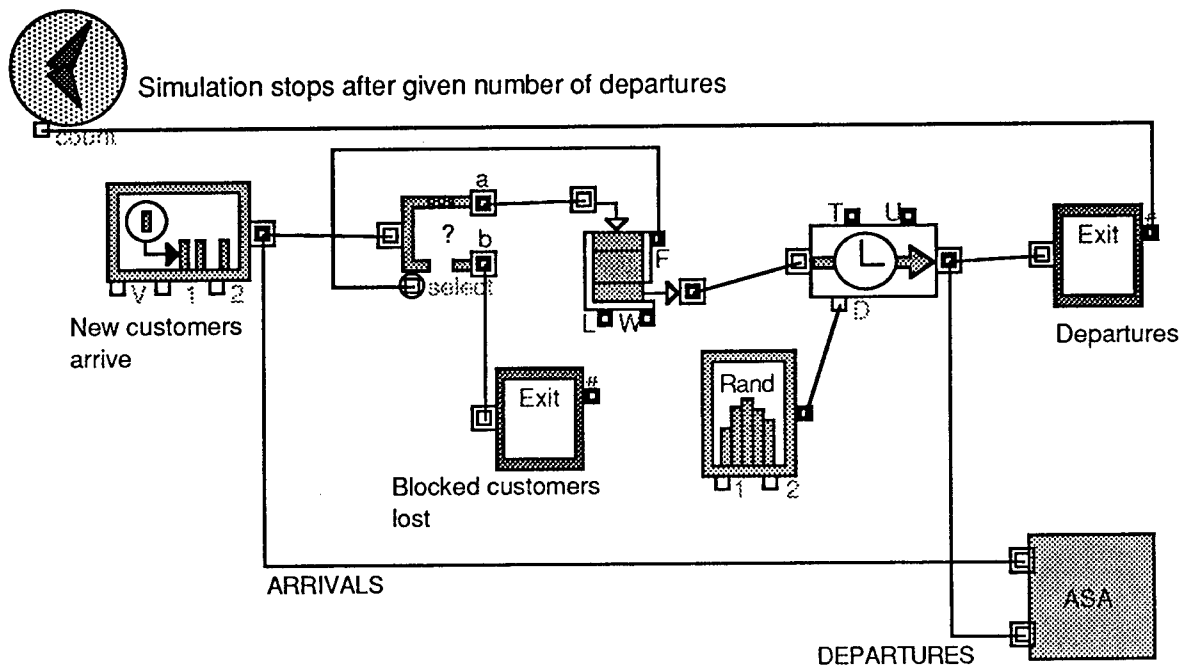 Simulation stops after given number of departures
count
a
?
b
select
F
L W
T U
D
Exit
#
Departures
V 1 2
New customers
arrive
Exit
#
Blocked customers
lost
Rand
1 2
ARRIVALS
ASA
DEPARTURES